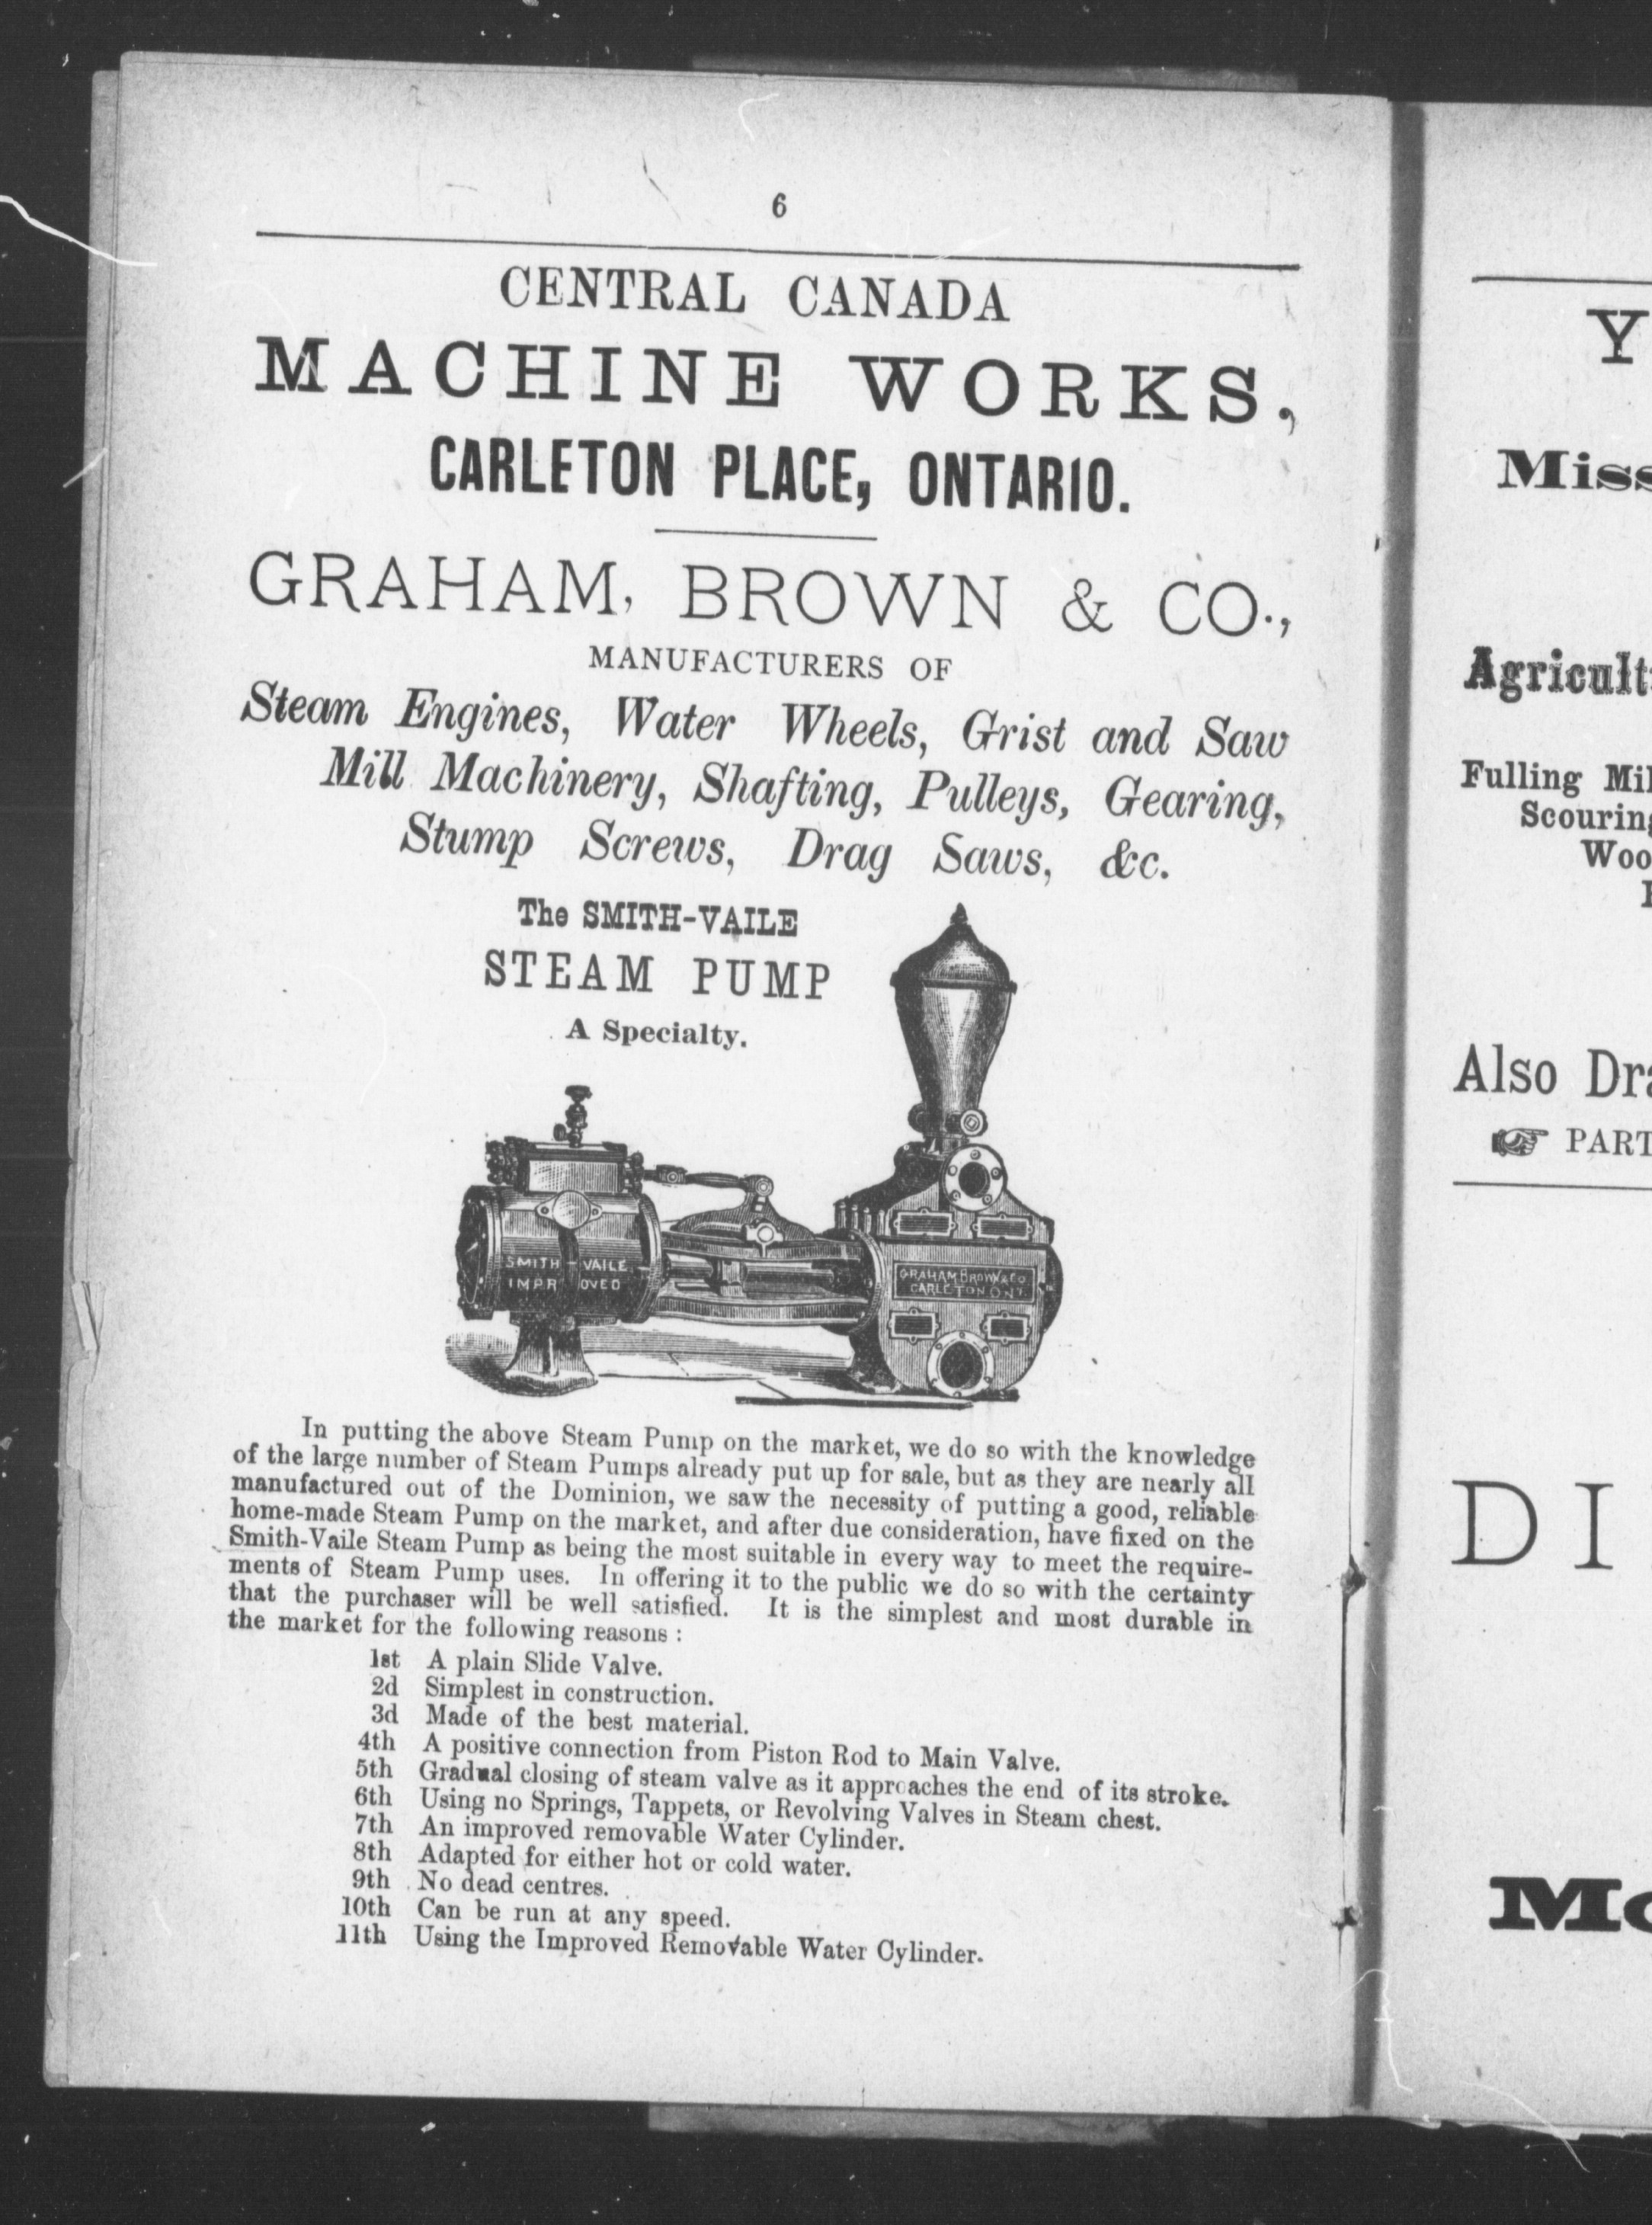 6
CENTRAL CANADA
MACHINE WORKS,
CARLETON PLACE, ONTARIO.
GRAHAM, BROWN & CO.,
MANUFACTURERS OF
Steam Engines, Water Wheels, Grist and Saw
Mill Machinery, Shafting, Pulleys, Gearing,
Stump Screws, Drag Saws, &c.
The SMITH-VAILE
STEAM PUMP
A Specialty.
SMITH - VAILE
IMPROVED
GRAHAM BROWN & CO
CARLETON ONT.
In putting the above Steam Pump on the market, we do so with the knowledge
of the large number of Steam Pumps already put up for sale, but as they are nearly all
manufactured out of the Dominion, we saw the necessity of putting a good, reliable
home-made Steam Pump on the market, and after due consideration, have fixed on the
Smith-Vaile Steam Pump as being the most suitable in every way to meet the require-
ments of Steam Pump uses. In offering it to the public we do so with the certainty
that the purchaser will be well satisfied. It is the simplest and most durable in
the market for the following reasons :
1st A plain Slide Valve.
2d Simplest in construction.
3d Made of the best material.
4th A positive connection from Piston Rod to Main Valve.
5th Gradual closing of steam valve as it approaches the end of its stroke.
6th Using no Springs, Tappets, or Revolving Valves in Steam chest.
7th An improved removable Water Cylinder.
8th Adapted for either hot or cold water.
9th No dead centres.
10th Can be run at any speed.
11th Using the Improved Removable Water Cylinder.
Y
Miss
Agricult
Fulling Mil
Scouring
Woo
Also Dra
☞ PART
DI
Mo